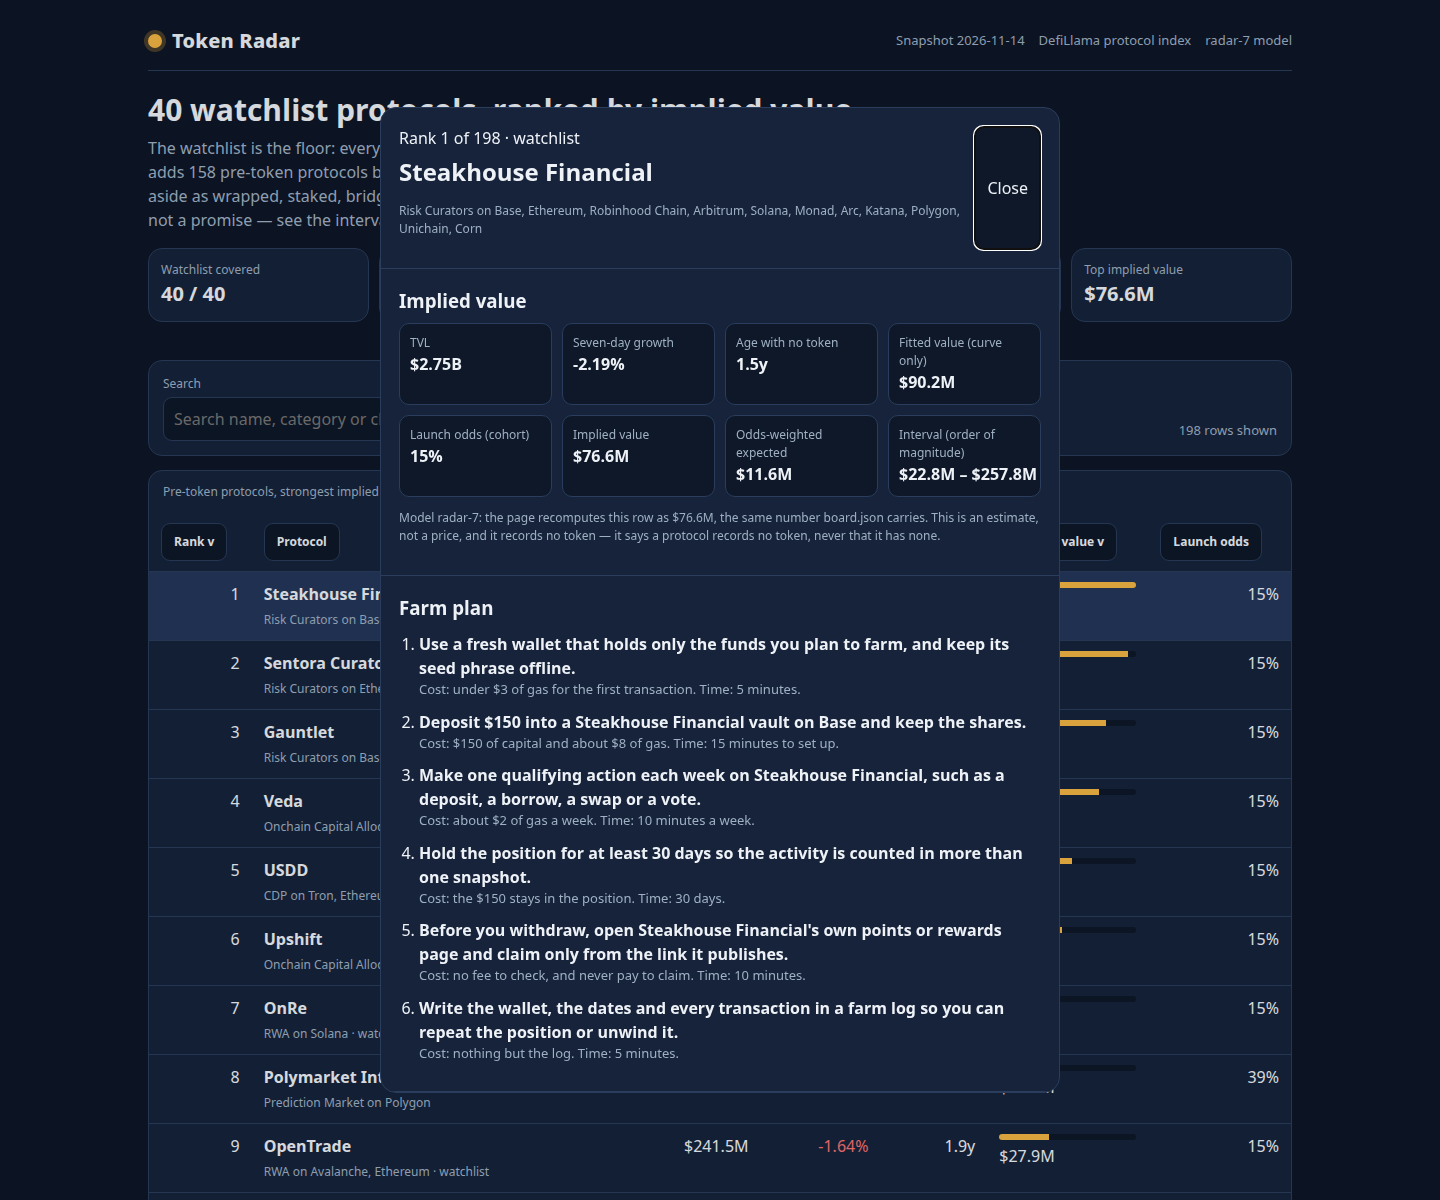 Token Radar
Snapshot 2026-11-14 DefiLlama protocol index radar-7 model
40 watchlist protocols, ranked by implied value
The watchlist is the floor: every
adds 158 pre-token protocols
aside as wrapped, staked,
not a promise — see the
Rank 1 of 198 · watchlist
Steakhouse Financial
Risk Curators on Base, Ethereum, Robinhood Chain, Arbitrum, Solana, Monad, Arc, Katana, Polygon,
Unichain, Corn
Close
Watchlist covered
40 / 40
Top implied value
$76.6M
Implied value
TVL
$2.75B
Seven-day growth
-2.19%
Age with no token
1.5y
Fitted value (curve
only)
$90.2M
Launch odds (cohort)
15%
Implied value
$76.6M
Odds-weighted
expected
$11.6M
Interval (order of
magnitude)
$22.8M – $257.8M
Model radar-7: the page recomputes this row as $76.6M, the same number board.json carries. This is an estimate,
not a price, and it records no token — it says a protocol records no token, never that it has none.
Search
Search name, category or
198 rows shown
Pre-token protocols, strongest implied
Rank v
Protocol
value v
Launch odds
Farm plan
1. Use a fresh wallet that holds only the funds you plan to farm, and keep its
seed phrase offline.
Cost: under $3 of gas for the first transaction. Time: 5 minutes.
2. Deposit $150 into a Steakhouse Financial vault on Base and keep the shares.
Cost: $150 of capital and about $8 of gas. Time: 15 minutes to set up.
3. Make one qualifying action each week on Steakhouse Financial, such as a
deposit, a borrow, a swap or a vote.
Cost: about $2 of gas a week. Time: 10 minutes a week.
4. Hold the position for at least 30 days so the activity is counted in more than
one snapshot.
Cost: the $150 stays in the position. Time: 30 days.
5. Before you withdraw, open Steakhouse Financial's own points or rewards
page and claim only from the link it publishes.
Cost: no fee to check, and never pay to claim. Time: 10 minutes.
6. Write the wallet, the dates and every transaction in a farm log so you can
repeat the position or unwind it.
Cost: nothing but the log. Time: 5 minutes.
1 Steakhouse 15%
Risk Curators on
2 Sentora 15%
Risk Curators on
3 Gauntlet 15%
Risk Curators on
4 Veda 15%
Onchain Capital
5 USDD 15%
CDP on Tron,
6 Upshift 15%
Onchain Capital
7 OnRe 15%
RWA on Solana ·
8 Polymarket 39%
Prediction Market on Polygon
9 OpenTrade $241.5M -1.64% 1.9y $27.9M 15%
RWA on Avalanche, Ethereum · watchlist